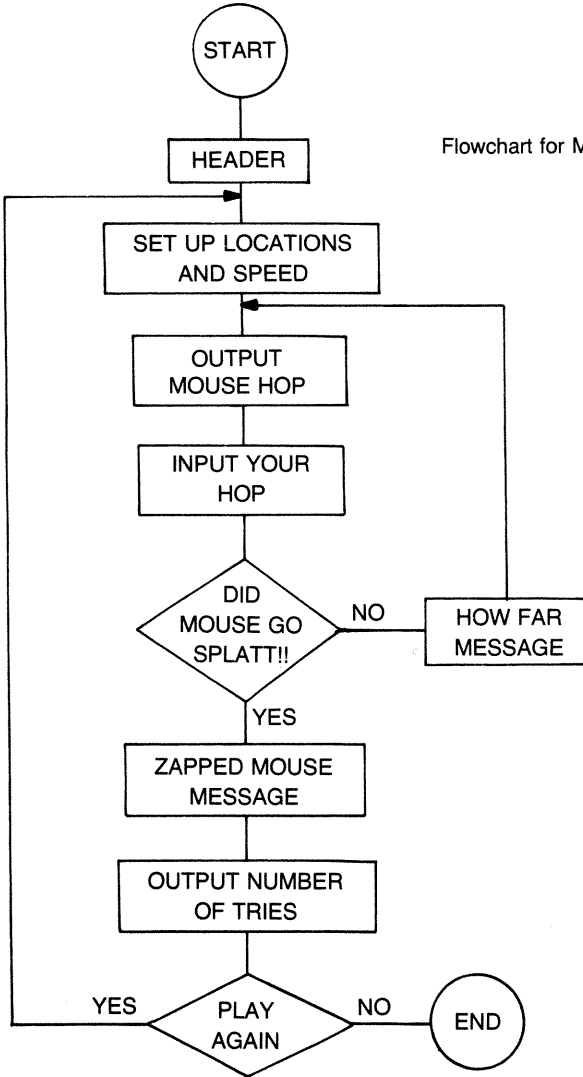 START
Flowchart for M
HEADER
SET UP LOCATIONS
AND SPEED
OUTPUT
MOUSE HOP
INPUT YOUR
HOP
DID
MOUSE GO
SPLATT!!
NO
HOW FAR
MESSAGE
YES
ZAPPED MOUSE
MESSAGE
OUTPUT NUMBER
OF TRIES
YES
PLAY
AGAIN
NO
END